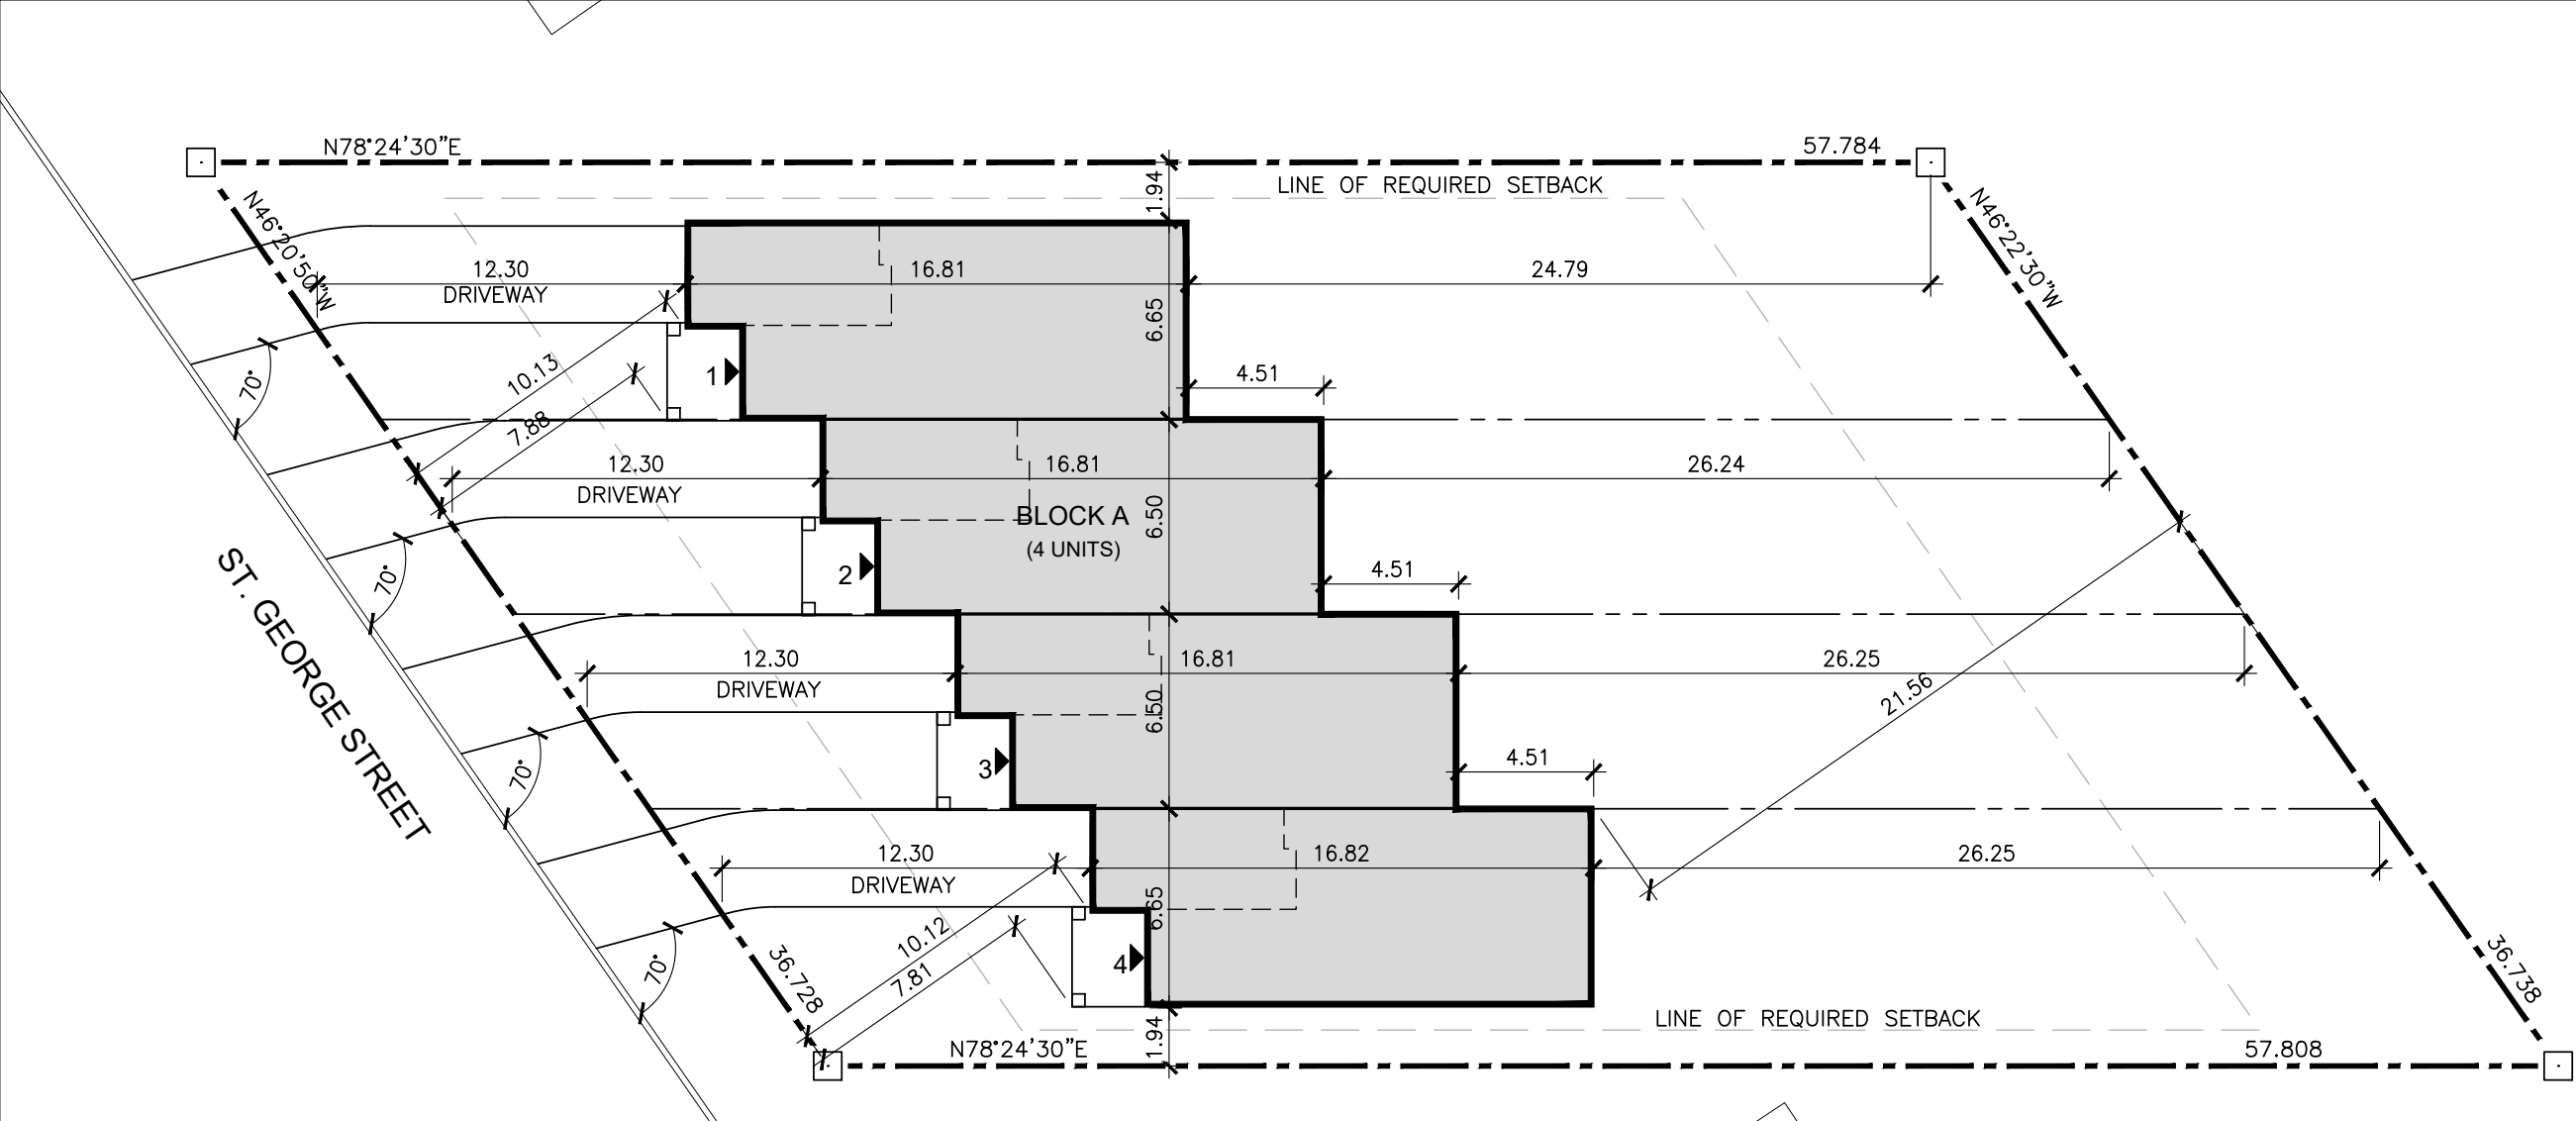 N78°24'30"E
57.784
LINE OF REQUIRED SETBACK
1.94
N46°20'50"W
N46°22'30"W
12.30
DRIVEWAY
16.81
24.79
6.65
10.13
7.88
1
4.51
70°
12.30
DRIVEWAY
16.81
26.24
BLOCK A
(4 UNITS)
6.50
2
4.51
70°
ST. GEORGE STREET
12.30
DRIVEWAY
16.81
26.25
21.56
6.50
3
4.51
70°
12.30
DRIVEWAY
16.82
26.25
6.65
10.12
7.81
4
70°
36.728
36.738
1.94
LINE OF REQUIRED SETBACK
N78°24'30"E
57.808